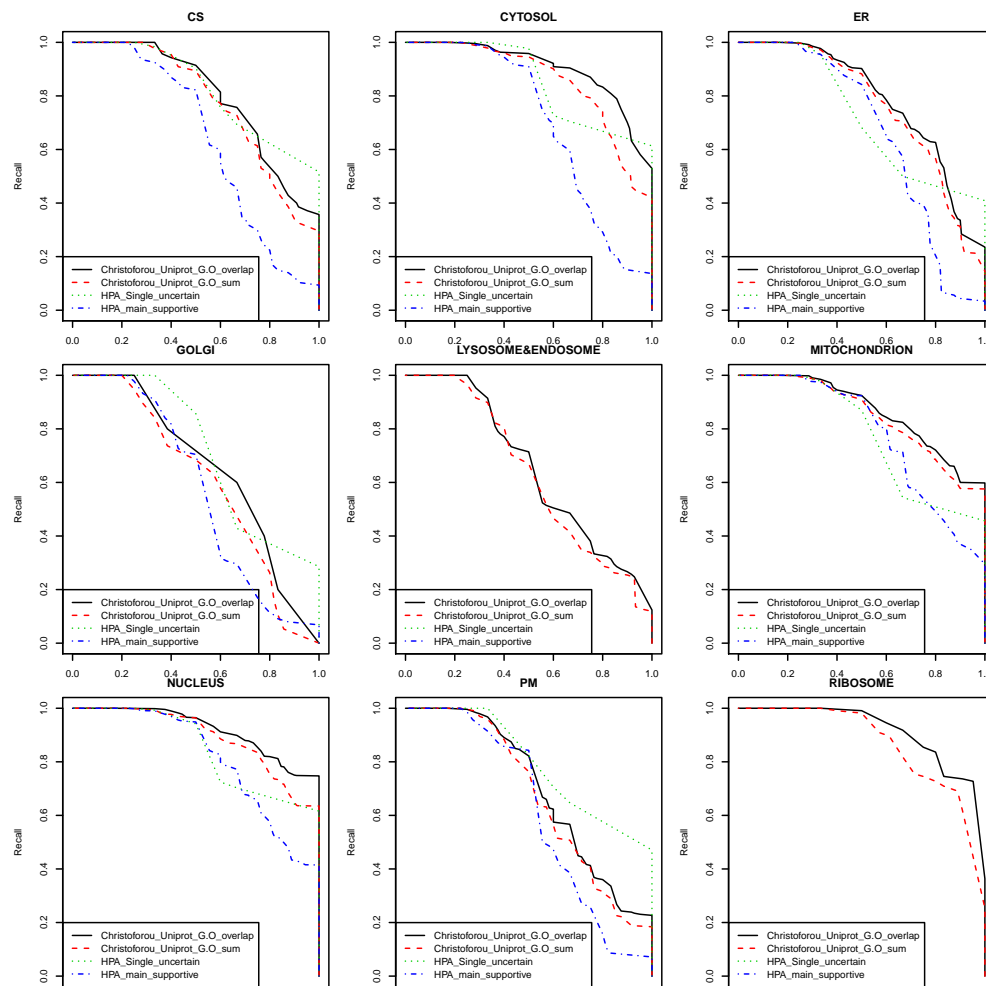 CS
CYTOSOL
ER
Recall
0.0 0.2 0.4 0.6 0.8 1.0
Christoforou_Uniprot_G.O_overlap
Christoforou_Uniprot_G.O_sum
HPA_Single_uncertain
HPA_main_supportive
0.0 0.2 0.4 0.6 0.8 1.0
Recall
0.0 0.2 0.4 0.6 0.8 1.0
Christoforou_Uniprot_G.O_overlap
Christoforou_Uniprot_G.O_sum
HPA_Single_uncertain
HPA_main_supportive
0.0 0.2 0.4 0.6 0.8 1.0
Recall
0.0 0.2 0.4 0.6 0.8 1.0
Christoforou_Uniprot_G.O_overlap
Christoforou_Uniprot_G.O_sum
HPA_Single_uncertain
HPA_main_supportive
0.0 0.2 0.4 0.6 0.8 1.0
GOLGI
LYSOSOME&ENDOSOME
MITOCHONDRION
Recall
0.0 0.2 0.4 0.6 0.8 1.0
Christoforou_Uniprot_G.O_overlap
Christoforou_Uniprot_G.O_sum
HPA_Single_uncertain
HPA_main_supportive
0.0 0.2 0.4 0.6 0.8 1.0
Recall
0.0 0.2 0.4 0.6 0.8 1.0
Christoforou_Uniprot_G.O_overlap
Christoforou_Uniprot_G.O_sum
HPA_Single_uncertain
HPA_main_supportive
0.0 0.2 0.4 0.6 0.8 1.0
Recall
0.0 0.2 0.4 0.6 0.8 1.0
Christoforou_Uniprot_G.O_overlap
Christoforou_Uniprot_G.O_sum
HPA_Single_uncertain
HPA_main_supportive
0.0 0.2 0.4 0.6 0.8 1.0
NUCLEUS
PM
RIBOSOME
Recall
0.0 0.2 0.4 0.6 0.8 1.0
Christoforou_Uniprot_G.O_overlap
Christoforou_Uniprot_G.O_sum
HPA_Single_uncertain
HPA_main_supportive
Recall
0.0 0.2 0.4 0.6 0.8 1.0
Christoforou_Uniprot_G.O_overlap
Christoforou_Uniprot_G.O_sum
HPA_Single_uncertain
HPA_main_supportive
Recall
0.0 0.2 0.4 0.6 0.8 1.0
Christoforou_Uniprot_G.O_overlap
Christoforou_Uniprot_G.O_sum
HPA_Single_uncertain
HPA_main_supportive